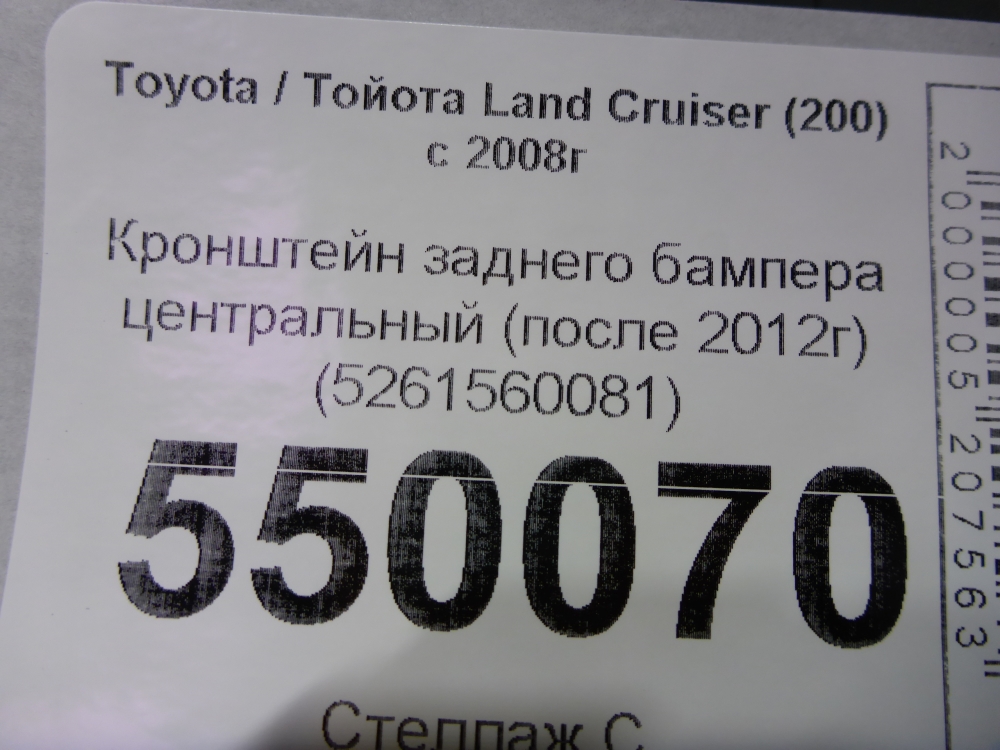 Toyota / Тойота Land Cruiser (200)
с 2008г
Кронштейн заднего бампера
центральный (после 2012г)
(5261560081)
550070
Стеллаж С
2000005207563